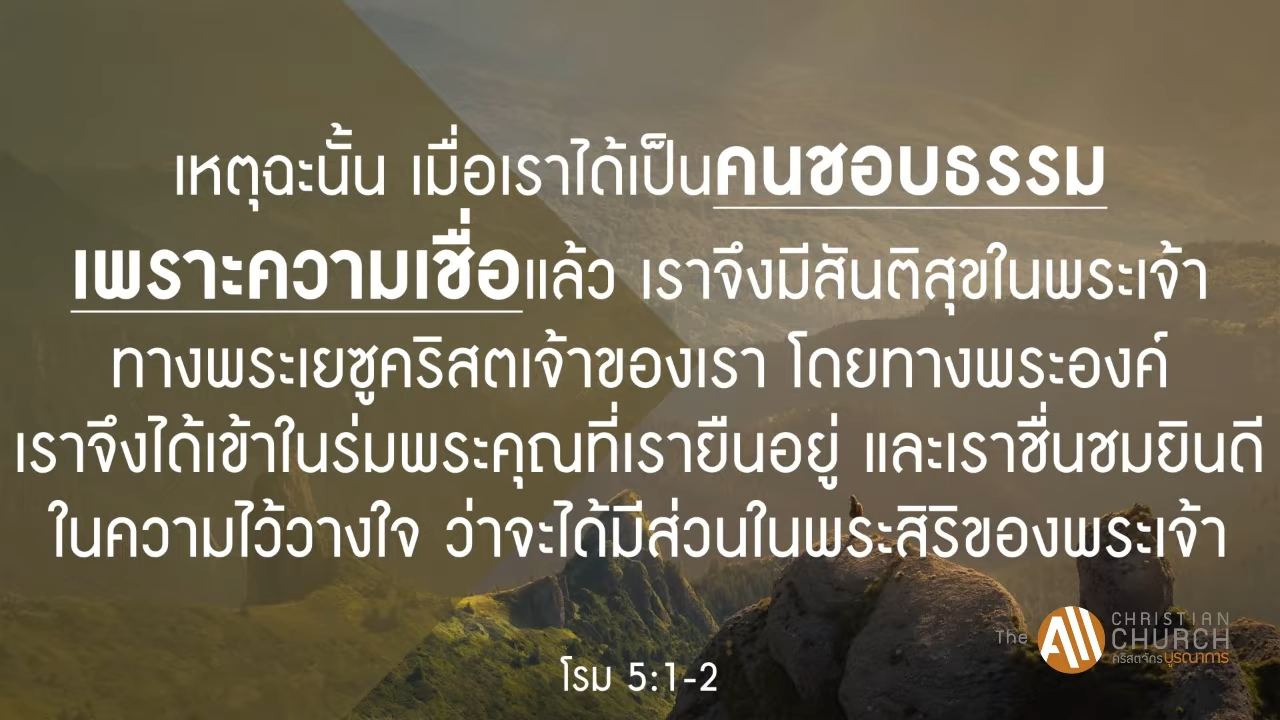 เหตุฉะนั้น เมื่อเราได้เป็นคนชอบธรรม
เพราะความเชื่อแล้ว เราจึงมีสันติสุขในพระเจ้า
ทางพระเยซูคริสตเจ้าของเรา โดยทางพระองค์
เราจึงได้เข้าในร่มพระคุณที่เรายืนอยู่ และเราชื่นชมยินดี
ในความไว้วางใจ ว่าจะได้มีส่วนในพระสิริของพระเจ้า
The All CHRISTIAN
CHURCH
คริสตจักรบูรณาการ
โรม 5:1-2